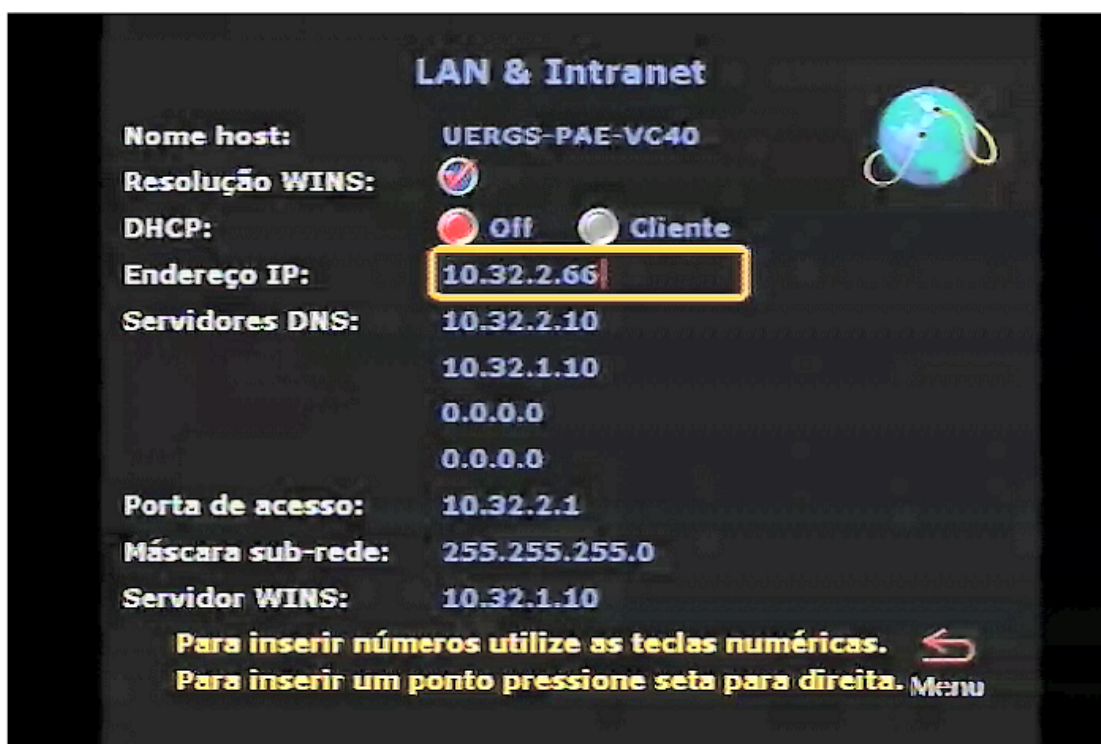 LAN & Intranet
Nome host: UERGS-PAE-VC40
Resolução WINS:
DHCP: Off Cliente
Endereço IP: 10.32.2.66
Servidores DNS: 10.32.2.10
10.32.1.10
0.0.0.0
0.0.0.0
Porta de acesso: 10.32.2.1
Máscara sub-rede: 255.255.255.0
Servidor WINS: 10.32.1.10
Para inserir números utilize as teclas numéricas.
Para inserir um ponto pressione seta para direita. Menu